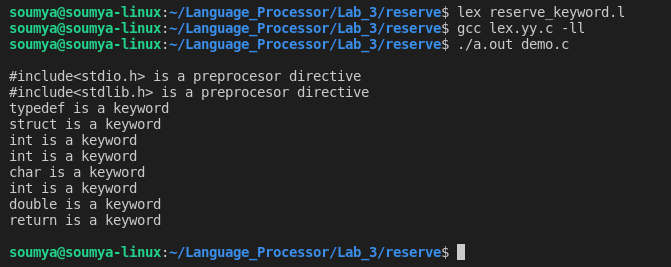 soumya@soumya-linux:~/Language_Processor/Lab_3/reserve$ lex reserve_keyword.l
soumya@soumya-linux:~/Language_Processor/Lab_3/reserve$ gcc lex.yy.c -ll
soumya@soumya-linux:~/Language_Processor/Lab_3/reserve$ ./a.out demo.c
#include<stdio.h> is a preprocesor directive
#include<stdlib.h> is a preprocesor directive
typedef is a keyword
struct is a keyword
int is a keyword
int is a keyword
char is a keyword
int is a keyword
double is a keyword
return is a keyword
soumya@soumya-linux:~/Language_Processor/Lab_3/reserve$